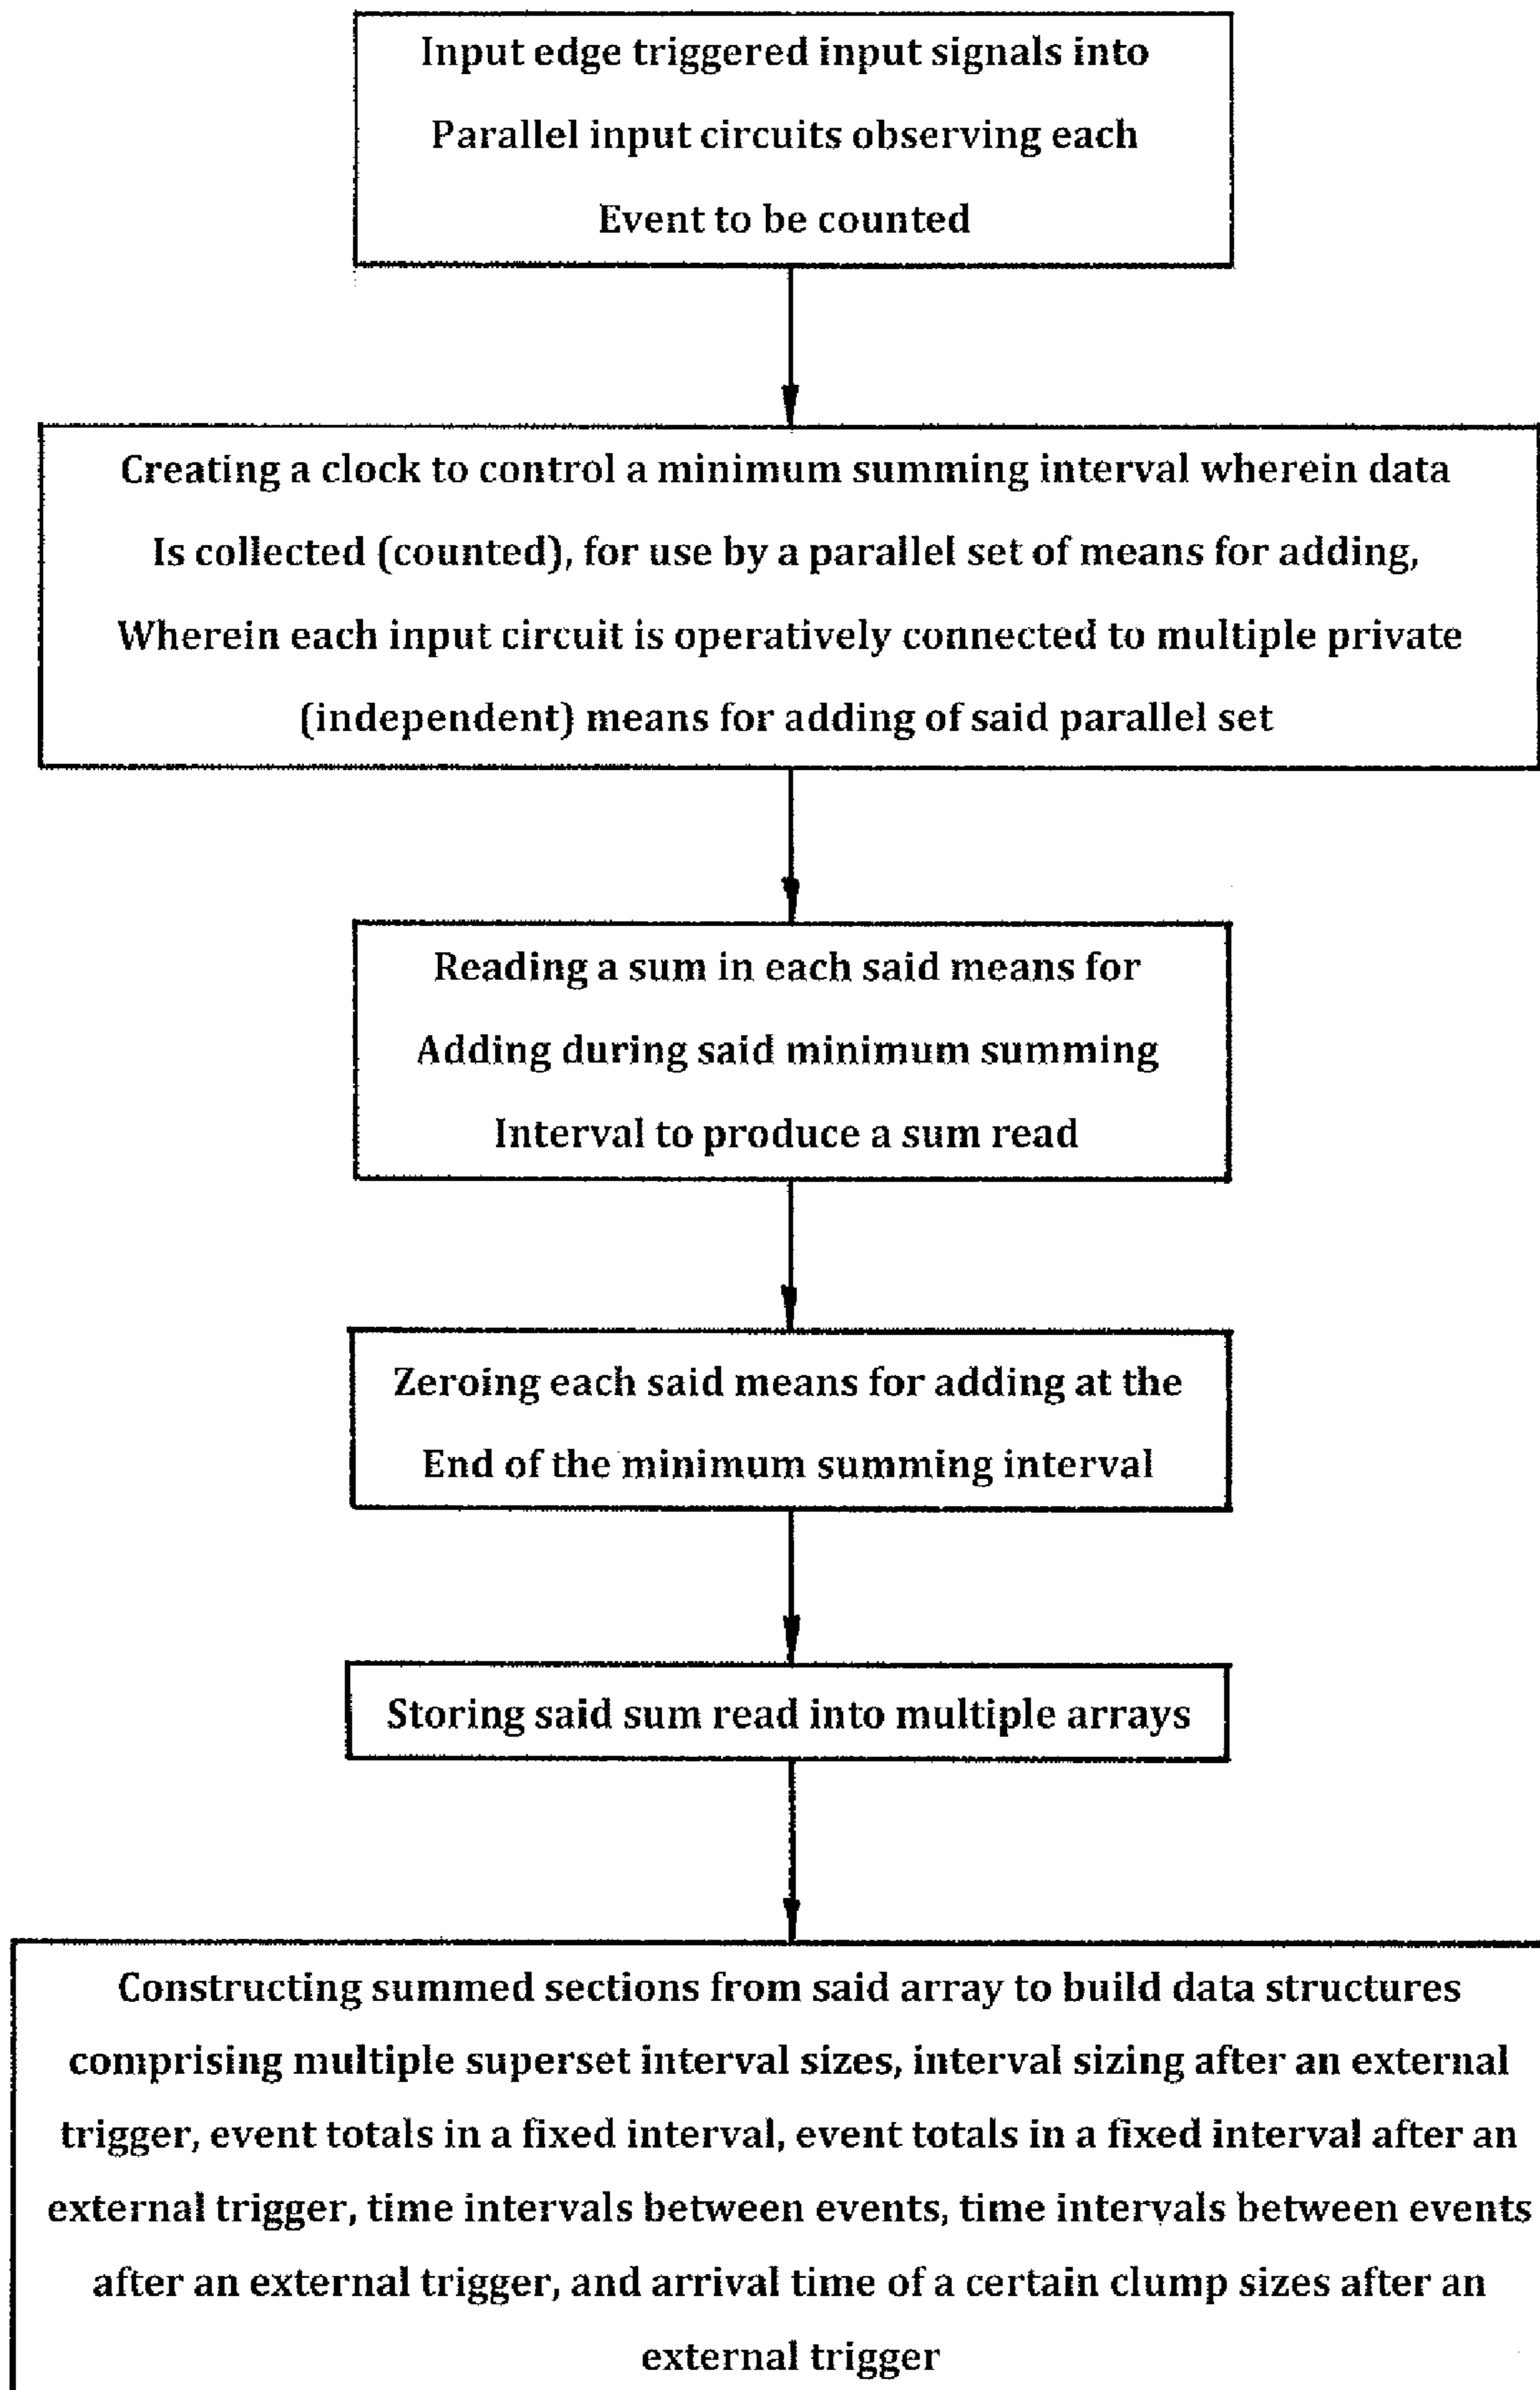 Input edge triggered input signals into
Parallel input circuits observing each
Event to be counted
Creating a clock to control a minimum summing interval wherein data
Is collected (counted), for use by a parallel set of means for adding,
Wherein each input circuit is operatively connected to multiple private
(independent) means for adding of said parallel set
Reading a sum in each said means for
Adding during said minimum summing
Interval to produce a sum read
Zeroing each said means for adding at the
End of the minimum summing interval
Storing said sum read into multiple arrays
Constructing summed sections from said array to build data structures
comprising multiple superset interval sizes, interval sizing after an external
trigger, event totals in a fixed interval, event totals in a fixed interval after an
external trigger, time intervals between events, time intervals between events
after an external trigger, and arrival time of a certain clump sizes after an
external trigger